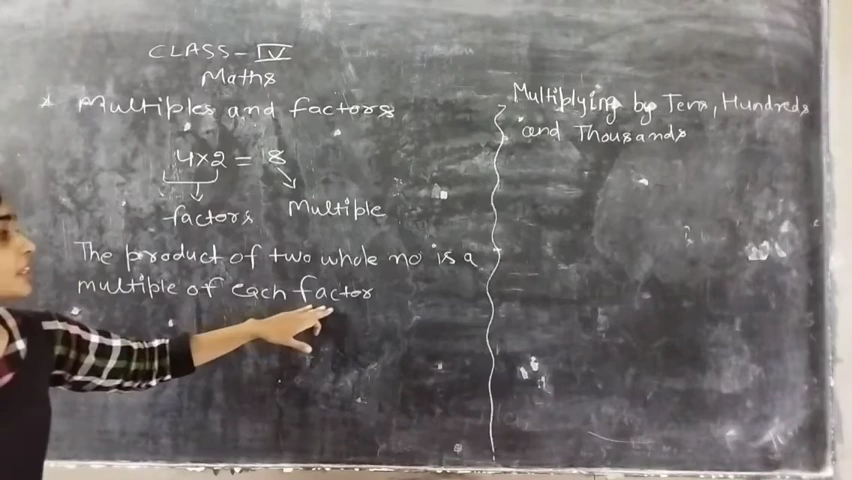 CLASS - IV
Maths
* Multiples and factors
4×2 = 8
factors
Multiple
The product of two whole no is a
multiple of each factor
Multiplying by Tens, Hundreds
and Thousands